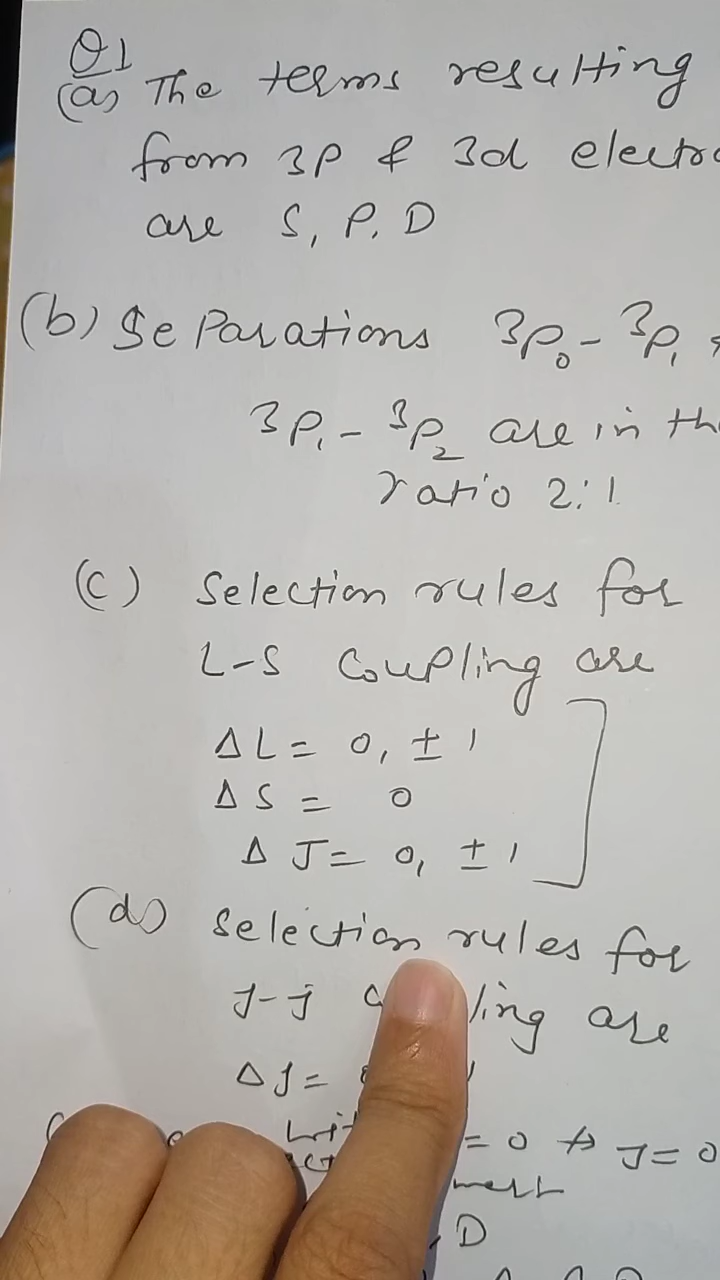 Q1
(a) The terms resulting
from 3p & 3d electro
are S, P, D
(b) Separations ³P₀ - ³P₁ &
³P₁ - ³P₂ are in the
ratio 2:1
(c) Selection rules for
L-S Coupling are
ΔL = 0, ± 1
ΔS = 0
Δ J = 0, ± 1
(d) Selection rules for
J-j ling are
ΔJ =
= 0 ↛ J = 0
D